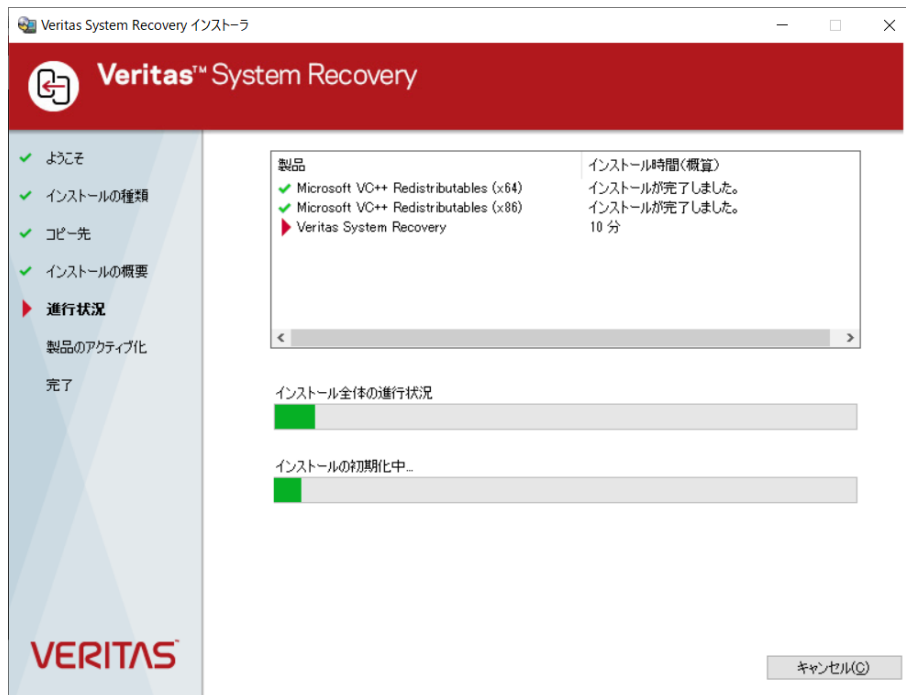 Veritas System Recovery インストーラ
Veritas™ System Recovery
ようこそ
インストールの種類
コピー先
インストールの概要
進行状況
製品のアクティブ化
完了
製品 インストール時間(概算)
Microsoft VC++ Redistributables (x64) インストールが完了しました。
Microsoft VC++ Redistributables (x86) インストールが完了しました。
Veritas System Recovery 10 分
インストール全体の進行状況
インストールの初期化中...
VERITAS™
キャンセル(C)